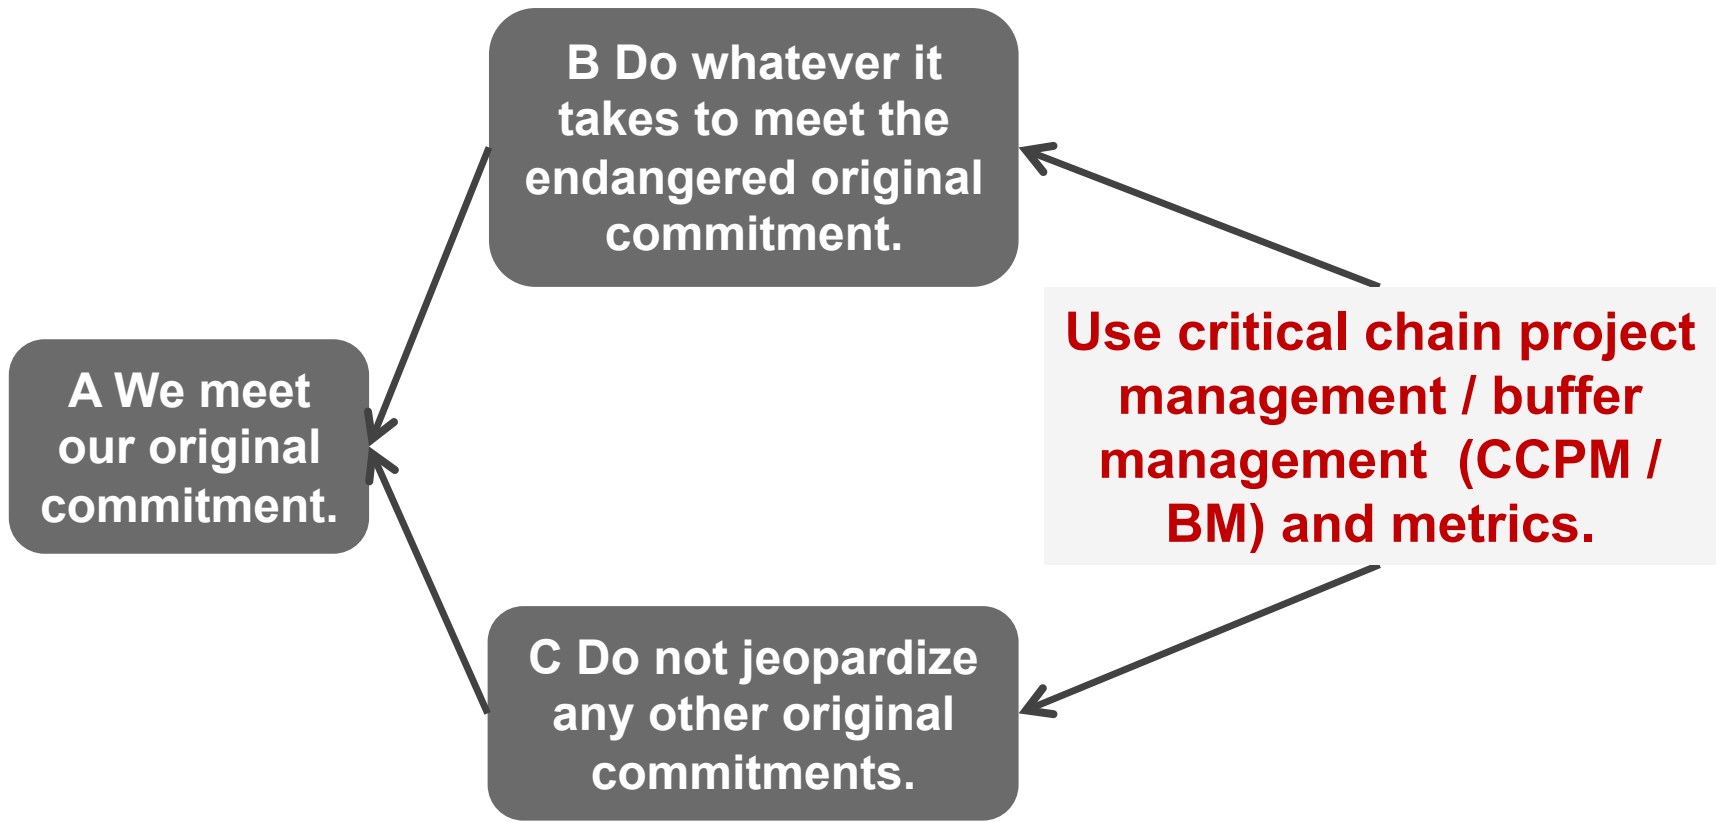 B Do whatever it
takes to meet the
endangered original
commitment.
A We meet
our original
commitment.
Use critical chain project
management / buffer
management (CCPM /
BM) and metrics.
C Do not jeopardize
any other original
commitments.